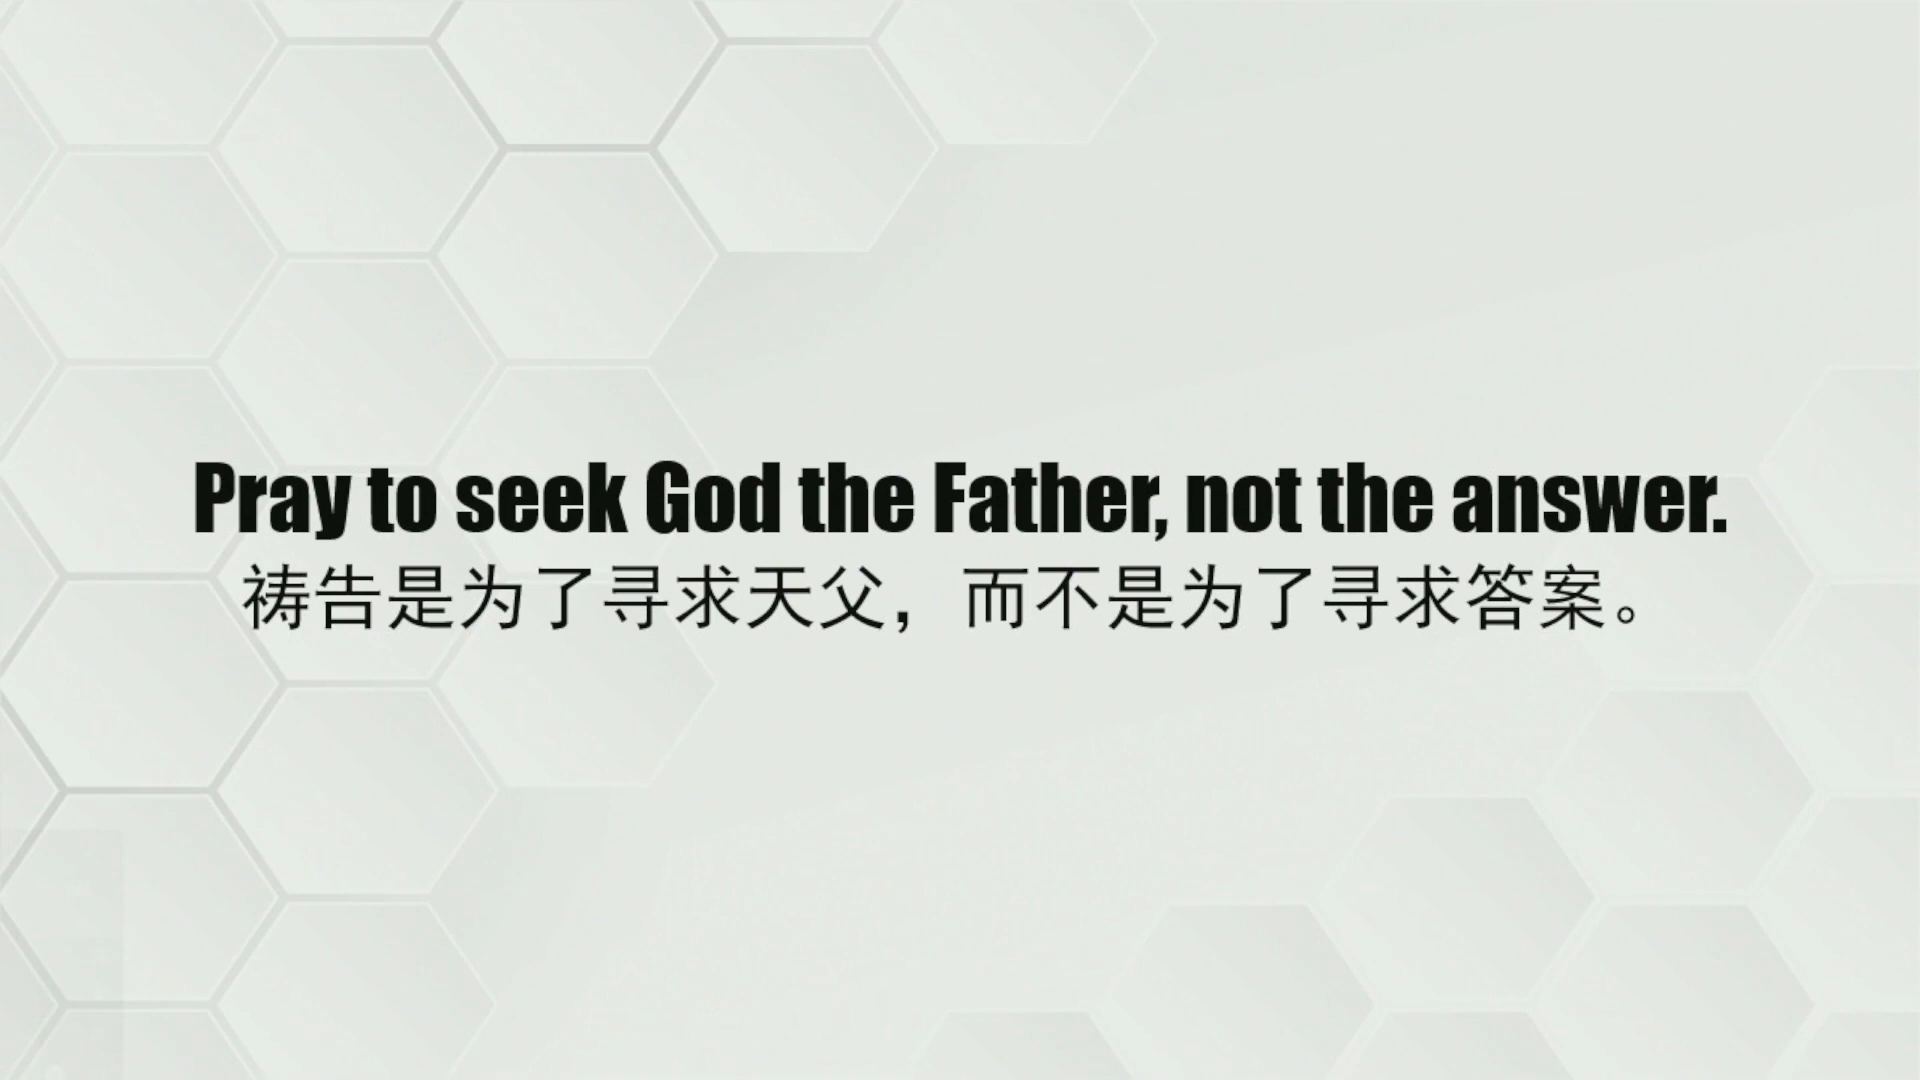 Pray to seek God the Father, not the answer.
祷告是为了寻求天父，而不是为了寻求答案。